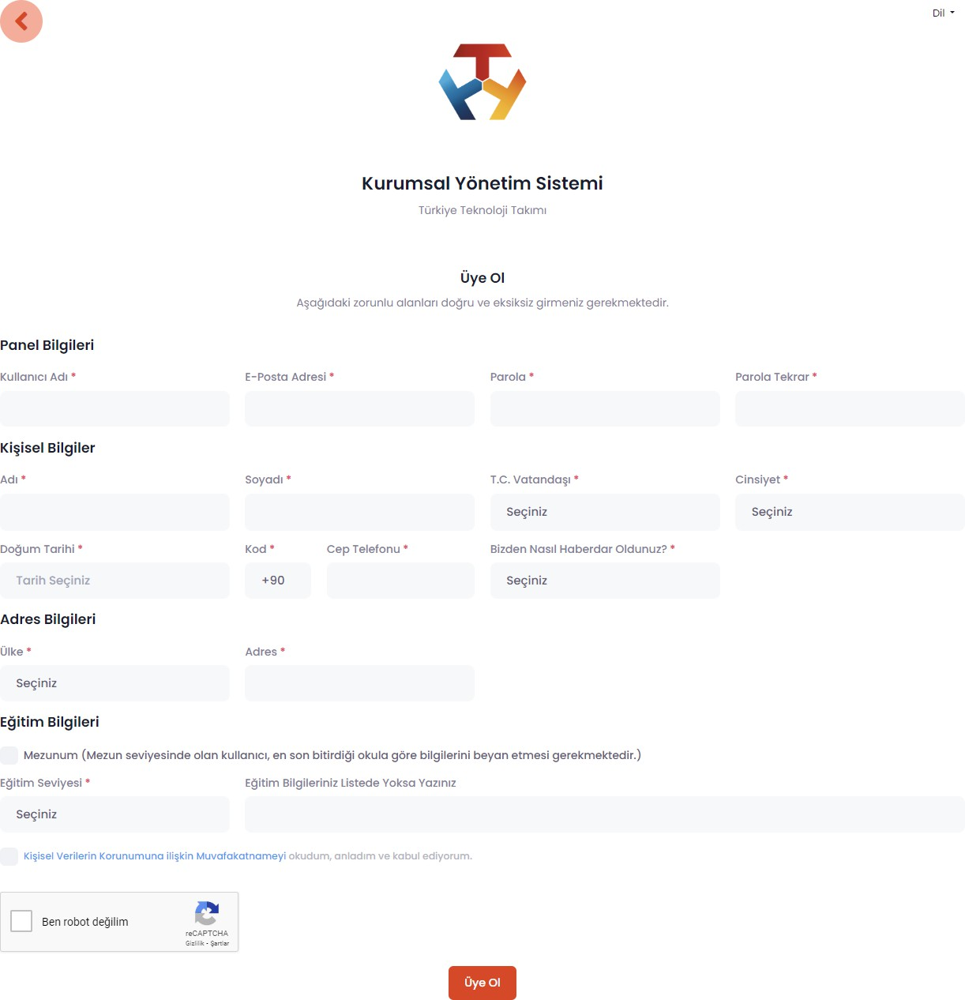 Dil
Kurumsal Yönetim Sistemi
Türkiye Teknoloji Takımı
Üye Ol
Aşağıdaki zorunlu alanları doğru ve eksiksiz girmeniz gerekmektedir.
Panel Bilgileri
Kullanıcı Adı * E-Posta Adresi * Parola * Parola Tekrar *
Kişisel Bilgiler
Adı * Soyadı * T.C. Vatandaşı * Cinsiyet *
Seçiniz Seçiniz
Doğum Tarihi * Kod * Cep Telefonu * Bizden Nasıl Haberdar Oldunuz? *
Tarih Seçiniz +90 Seçiniz
Adres Bilgileri
Ülke * Adres *
Seçiniz
Eğitim Bilgileri
Mezunum (Mezun seviyesinde olan kullanıcı, en son bitirdiği okula göre bilgilerini beyan etmesi gerekmektedir.)
Eğitim Seviyesi * Eğitim Bilgileriniz Listede Yoksa Yazınız
Seçiniz
Kişisel Verilerin Korunumuna ilişkin Muvafakatnameyi okudum, anladım ve kabul ediyorum.
Ben robot değilim
reCAPTCHA
Gizlilik - Şartlar
Üye Ol